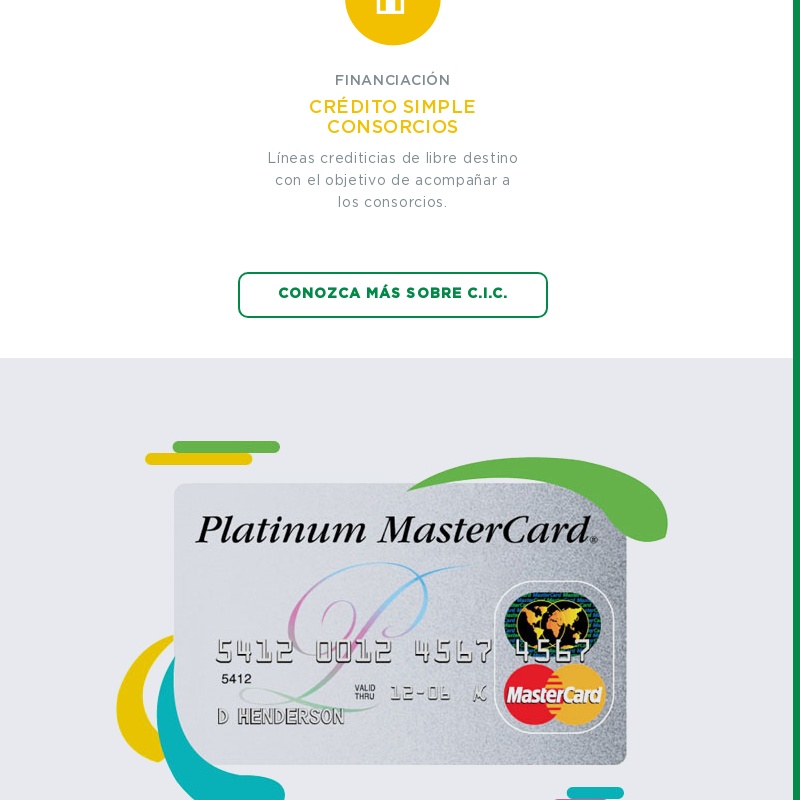 FINANCIACIÓN
CRÉDITO SIMPLE
CONSORCIOS
Líneas crediticias de libre destino
con el objetivo de acompañar a
los consorcios.
CONOZCA MÁS SOBRE C.I.C.
Platinum MasterCard®
5412 0012 4567 4567
5412
VALID
THRU
12-06
D HENDERSON
MasterCard